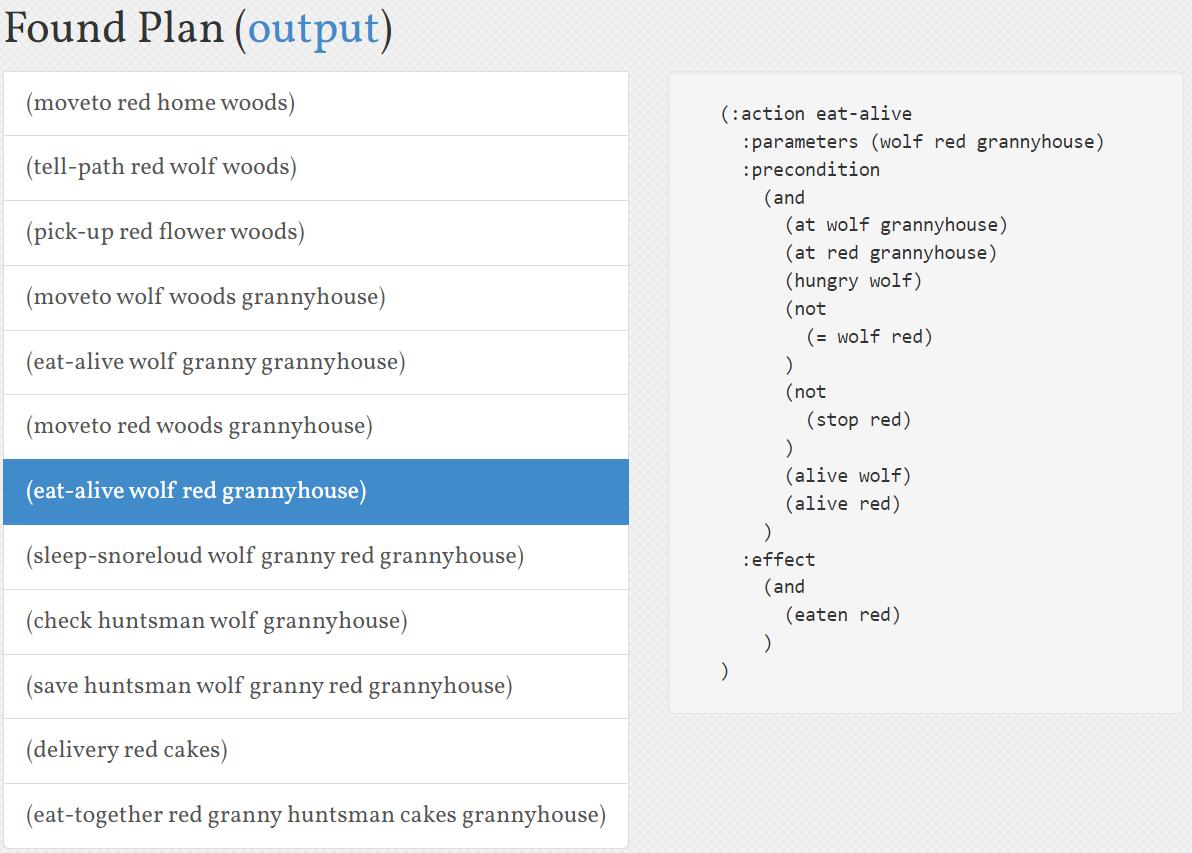 Found Plan (output)
(moveto red home woods)
(tell-path red wolf woods)
(pick-up red flower woods)
(moveto wolf woods grannyhouse)
(eat-alive wolf granny grannyhouse)
(moveto red woods grannyhouse)
(eat-alive wolf red grannyhouse)
(sleep-snoreloud wolf granny red grannyhouse)
(check huntsman wolf grannyhouse)
(save huntsman wolf granny red grannyhouse)
(delivery red cakes)
(eat-together red granny huntsman cakes grannyhouse)
(:action eat-alive
:parameters (wolf red grannyhouse)
:precondition
(and
(at wolf grannyhouse)
(at red grannyhouse)
(hungry wolf)
(not
(= wolf red)
)
(not
(stop red)
)
(alive wolf)
(alive red)
)
:effect
(and
(eaten red)
)
)